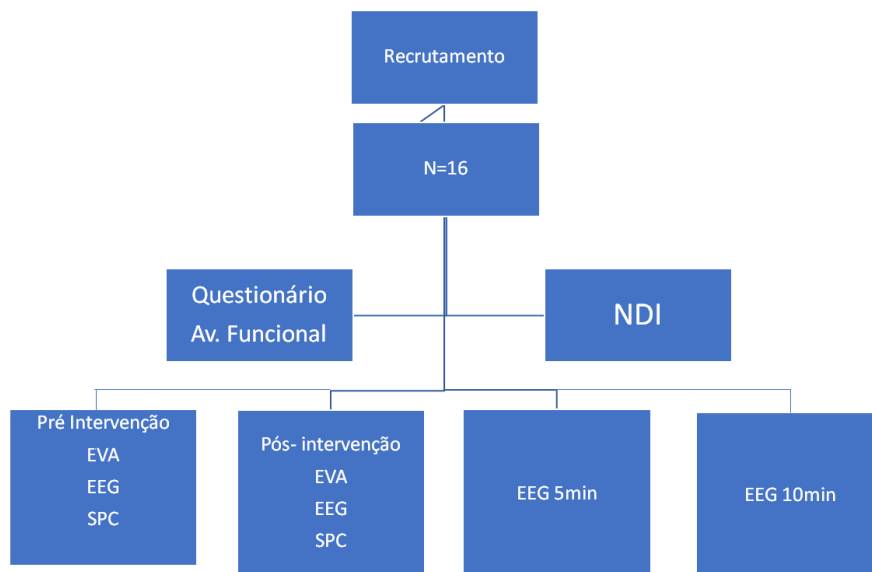 Recrutamento
N=16
Questionário
Av. Funcional
NDI
Pré Intervenção
EVA
EEG
SPC
Pós- intervenção
EVA
EEG
SPC
EEG 5min
EEG 10min